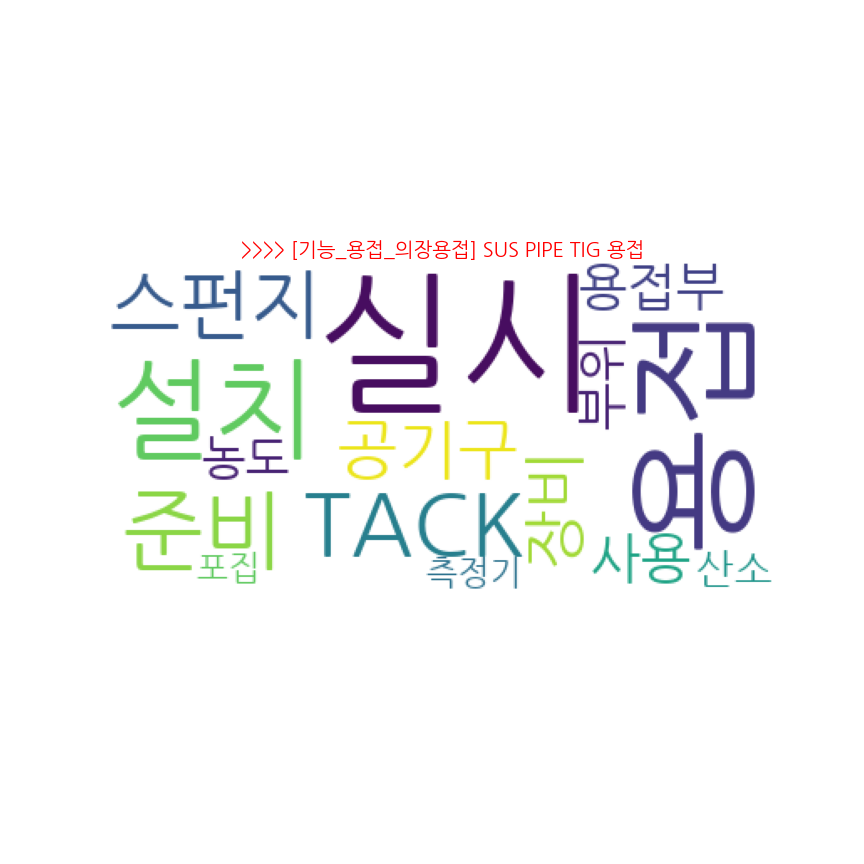 >>>> [기능_용접_의장용접] SUS PIPE TIG 용접
스펀지
실시
용접부
설치
부위
용접
농도
공기구
준비
TACK
장비
포집
측정기
사용
산소